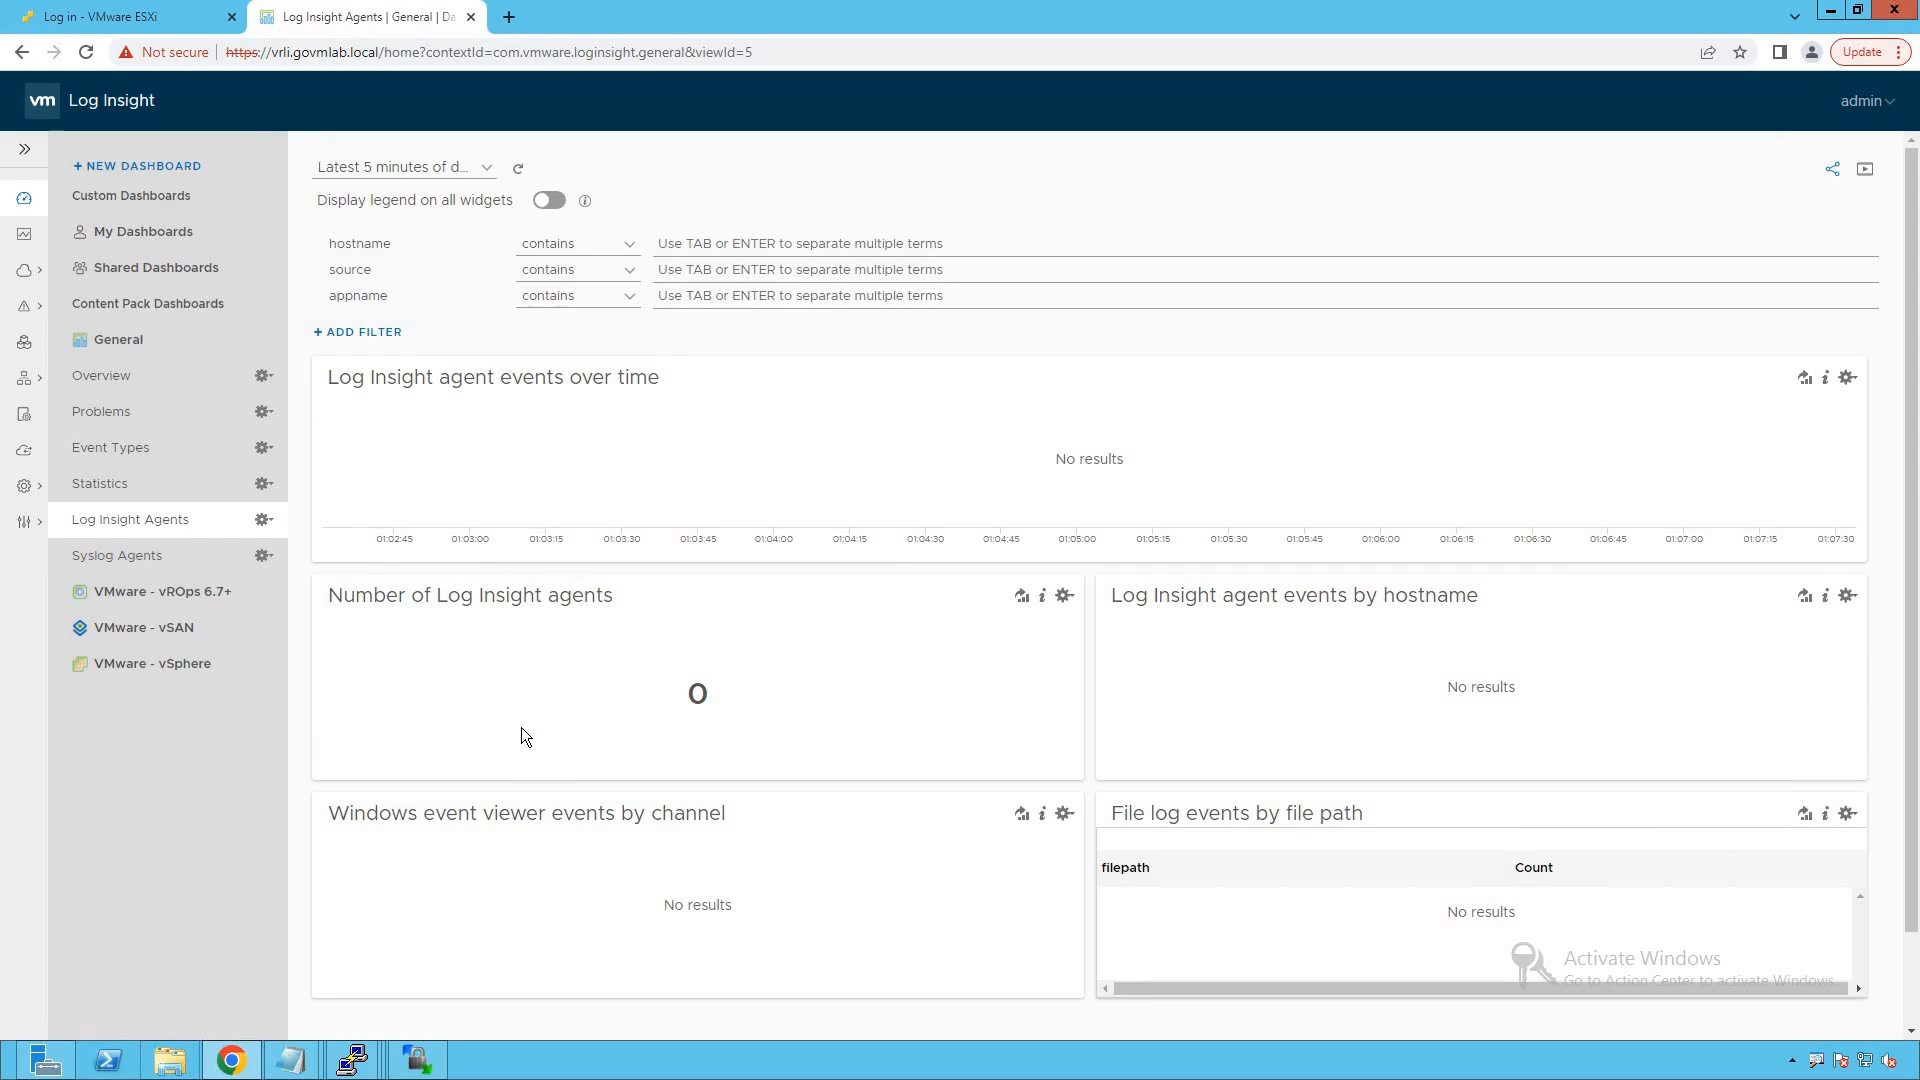 Log in - VMware ESXi
Log Insight Agents | General | Da
Not secure
https://vrli.govmlab.local/home?contextId=com.vmware.loginsight.general&viewId=5
Update
vm Log Insight
admin
+ NEW DASHBOARD
Custom Dashboards
My Dashboards
Shared Dashboards
Content Pack Dashboards
General
Overview
Problems
Event Types
Statistics
Log Insight Agents
Syslog Agents
VMware - vROps 6.7+
VMware - vSAN
VMware - vSphere
Latest 5 minutes of d...
Display legend on all widgets
hostname contains Use TAB or ENTER to separate multiple terms
source contains Use TAB or ENTER to separate multiple terms
appname contains Use TAB or ENTER to separate multiple terms
+ ADD FILTER
Log Insight agent events over time
No results
01:02:45 01:03:00 01:03:15 01:03:30 01:03:45 01:04:00 01:04:15 01:04:30 01:04:45 01:05:00 01:05:15 01:05:30 01:05:45 01:06:00 01:06:15 01:06:30 01:06:45 01:07:00 01:07:15 01:07:30
Number of Log Insight agents
0
Log Insight agent events by hostname
No results
Windows event viewer events by channel
No results
File log events by file path
filepath Count
No results
Activate Windows
Go to Action Center to activate Windows.